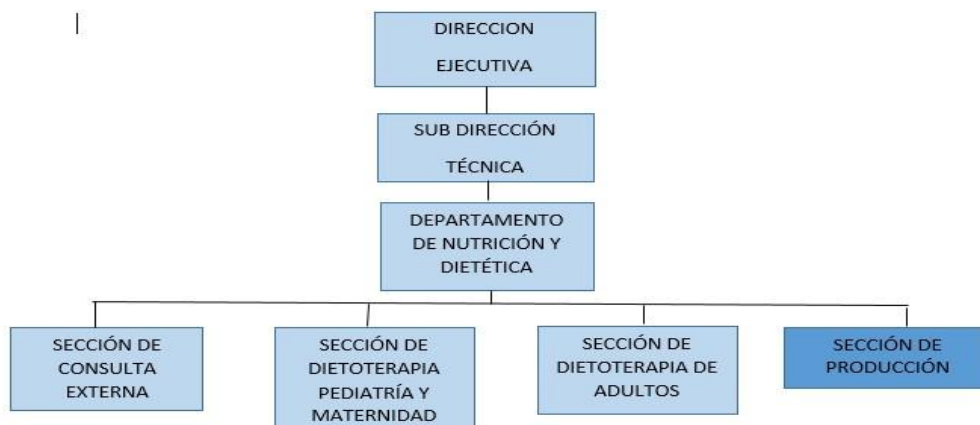 DIRECCION
EJECUTIVA
SUB DIRECCIÓN
TÉCNICA
DEPARTAMENTO
DE NUTRICIÓN Y
DIETÉTICA
SECCIÓN DE
CONSULTA
EXTERNA
SECCIÓN DE
DIETOTERAPIA
PEDIATRÍA Y
MATERNIDAD
SECCIÓN DE
DIETOTERAPIA DE
ADULTOS
SECCIÓN DE
PRODUCCIÓN